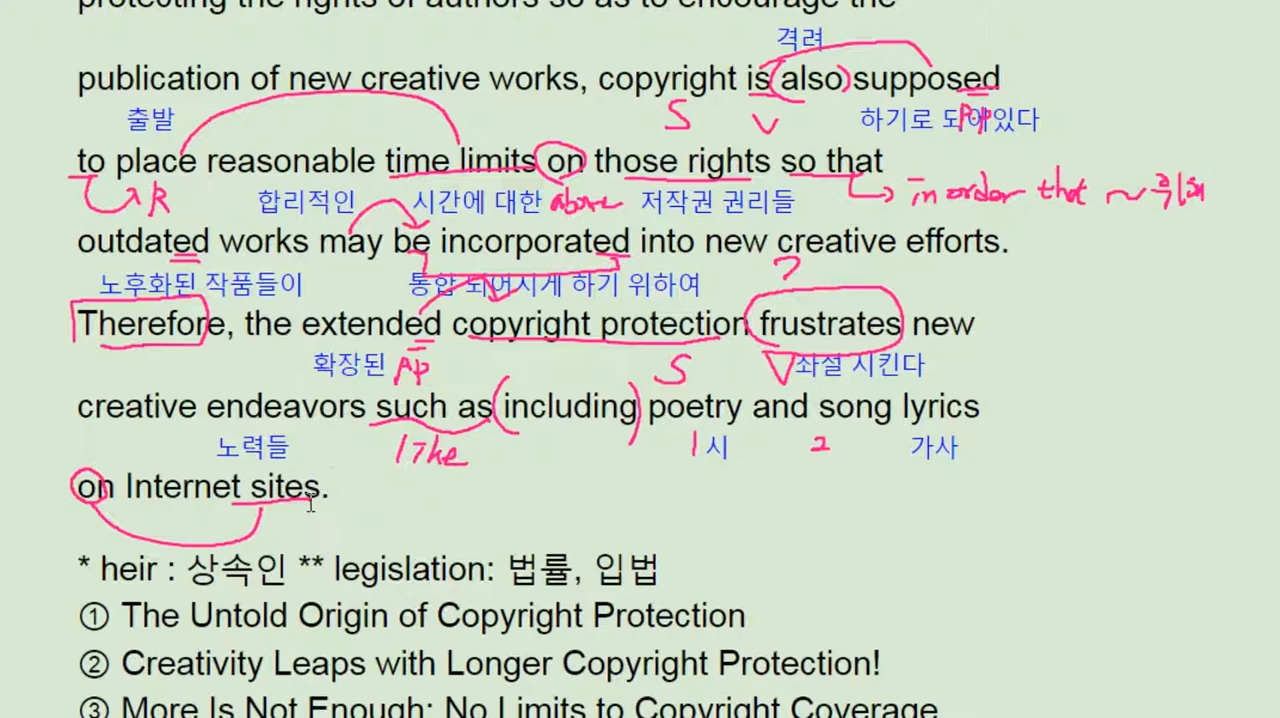 protecting the rights of authors so as to encourage the
격려
publication of new creative works, copyright is (also) supposed
출발 S V 하기로 되어있다 PP
to place reasonable time limits on those rights so that
R 합리적인 시간에 대한 above 저작권 권리들 in order that ~ 위해
outdated works may be incorporated into new creative efforts.
노후화된 작품들이 통합 되어지게 하기 위하여 ?
Therefore, the extended copyright protection frustrates new
확장된 PP S V 좌절 시킨다
creative endeavors such as (including) poetry and song lyrics
노력들 like 1 시 2 가사
on Internet sites.
* heir : 상속인 ** legislation: 법률, 입법
① The Untold Origin of Copyright Protection
② Creativity Leaps with Longer Copyright Protection!
③ More Is Not Enough: No Limits to Copyright Coverage